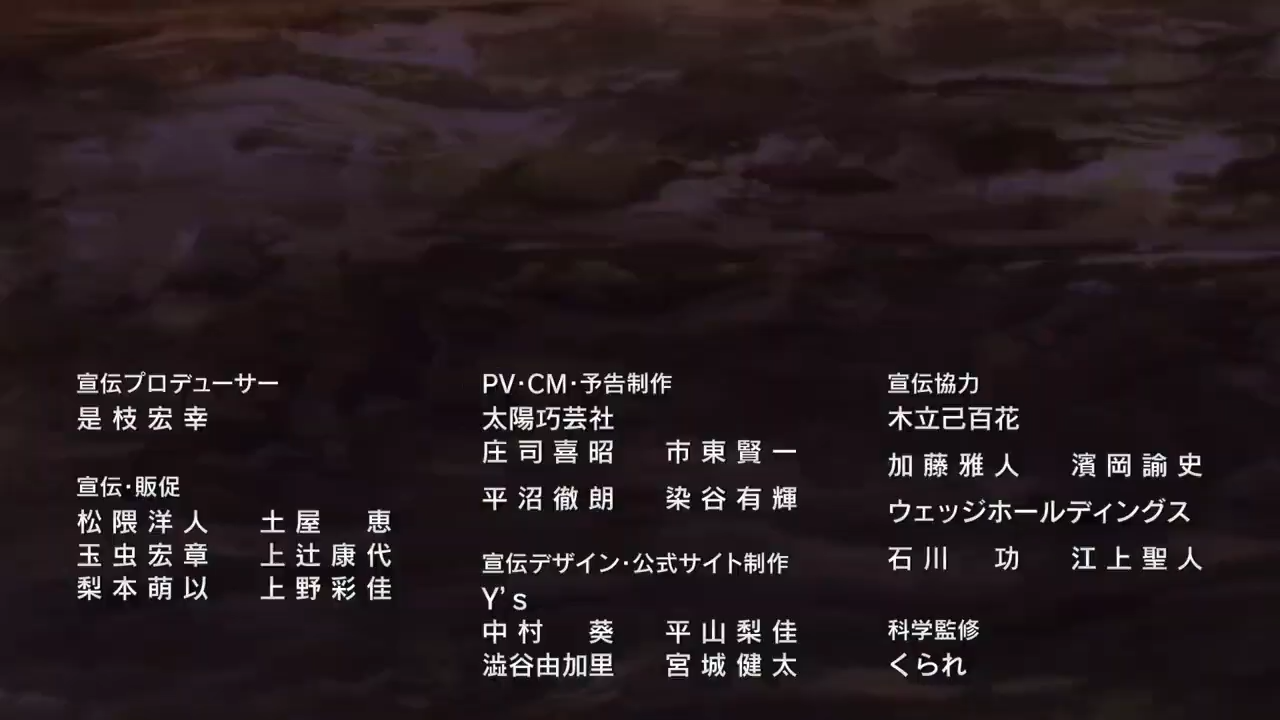 宣伝プロデューサー
是枝宏幸
宣伝・販促
松隈洋人 土屋 恵
玉虫宏章 上辻康代
梨本萌以 上野彩佳
PV・CM・予告制作
太陽巧芸社
庄司喜昭 市東賢一
平沼徹朗 染谷有輝
宣伝デザイン・公式サイト制作
Y’s
中村 葵 平山梨佳
澁谷由加里 宮城健太
宣伝協力
木立己百花
加藤雅人 濱岡諭史
ウェッジホールディングス
石川 功 江上聖人
科学監修
くられ